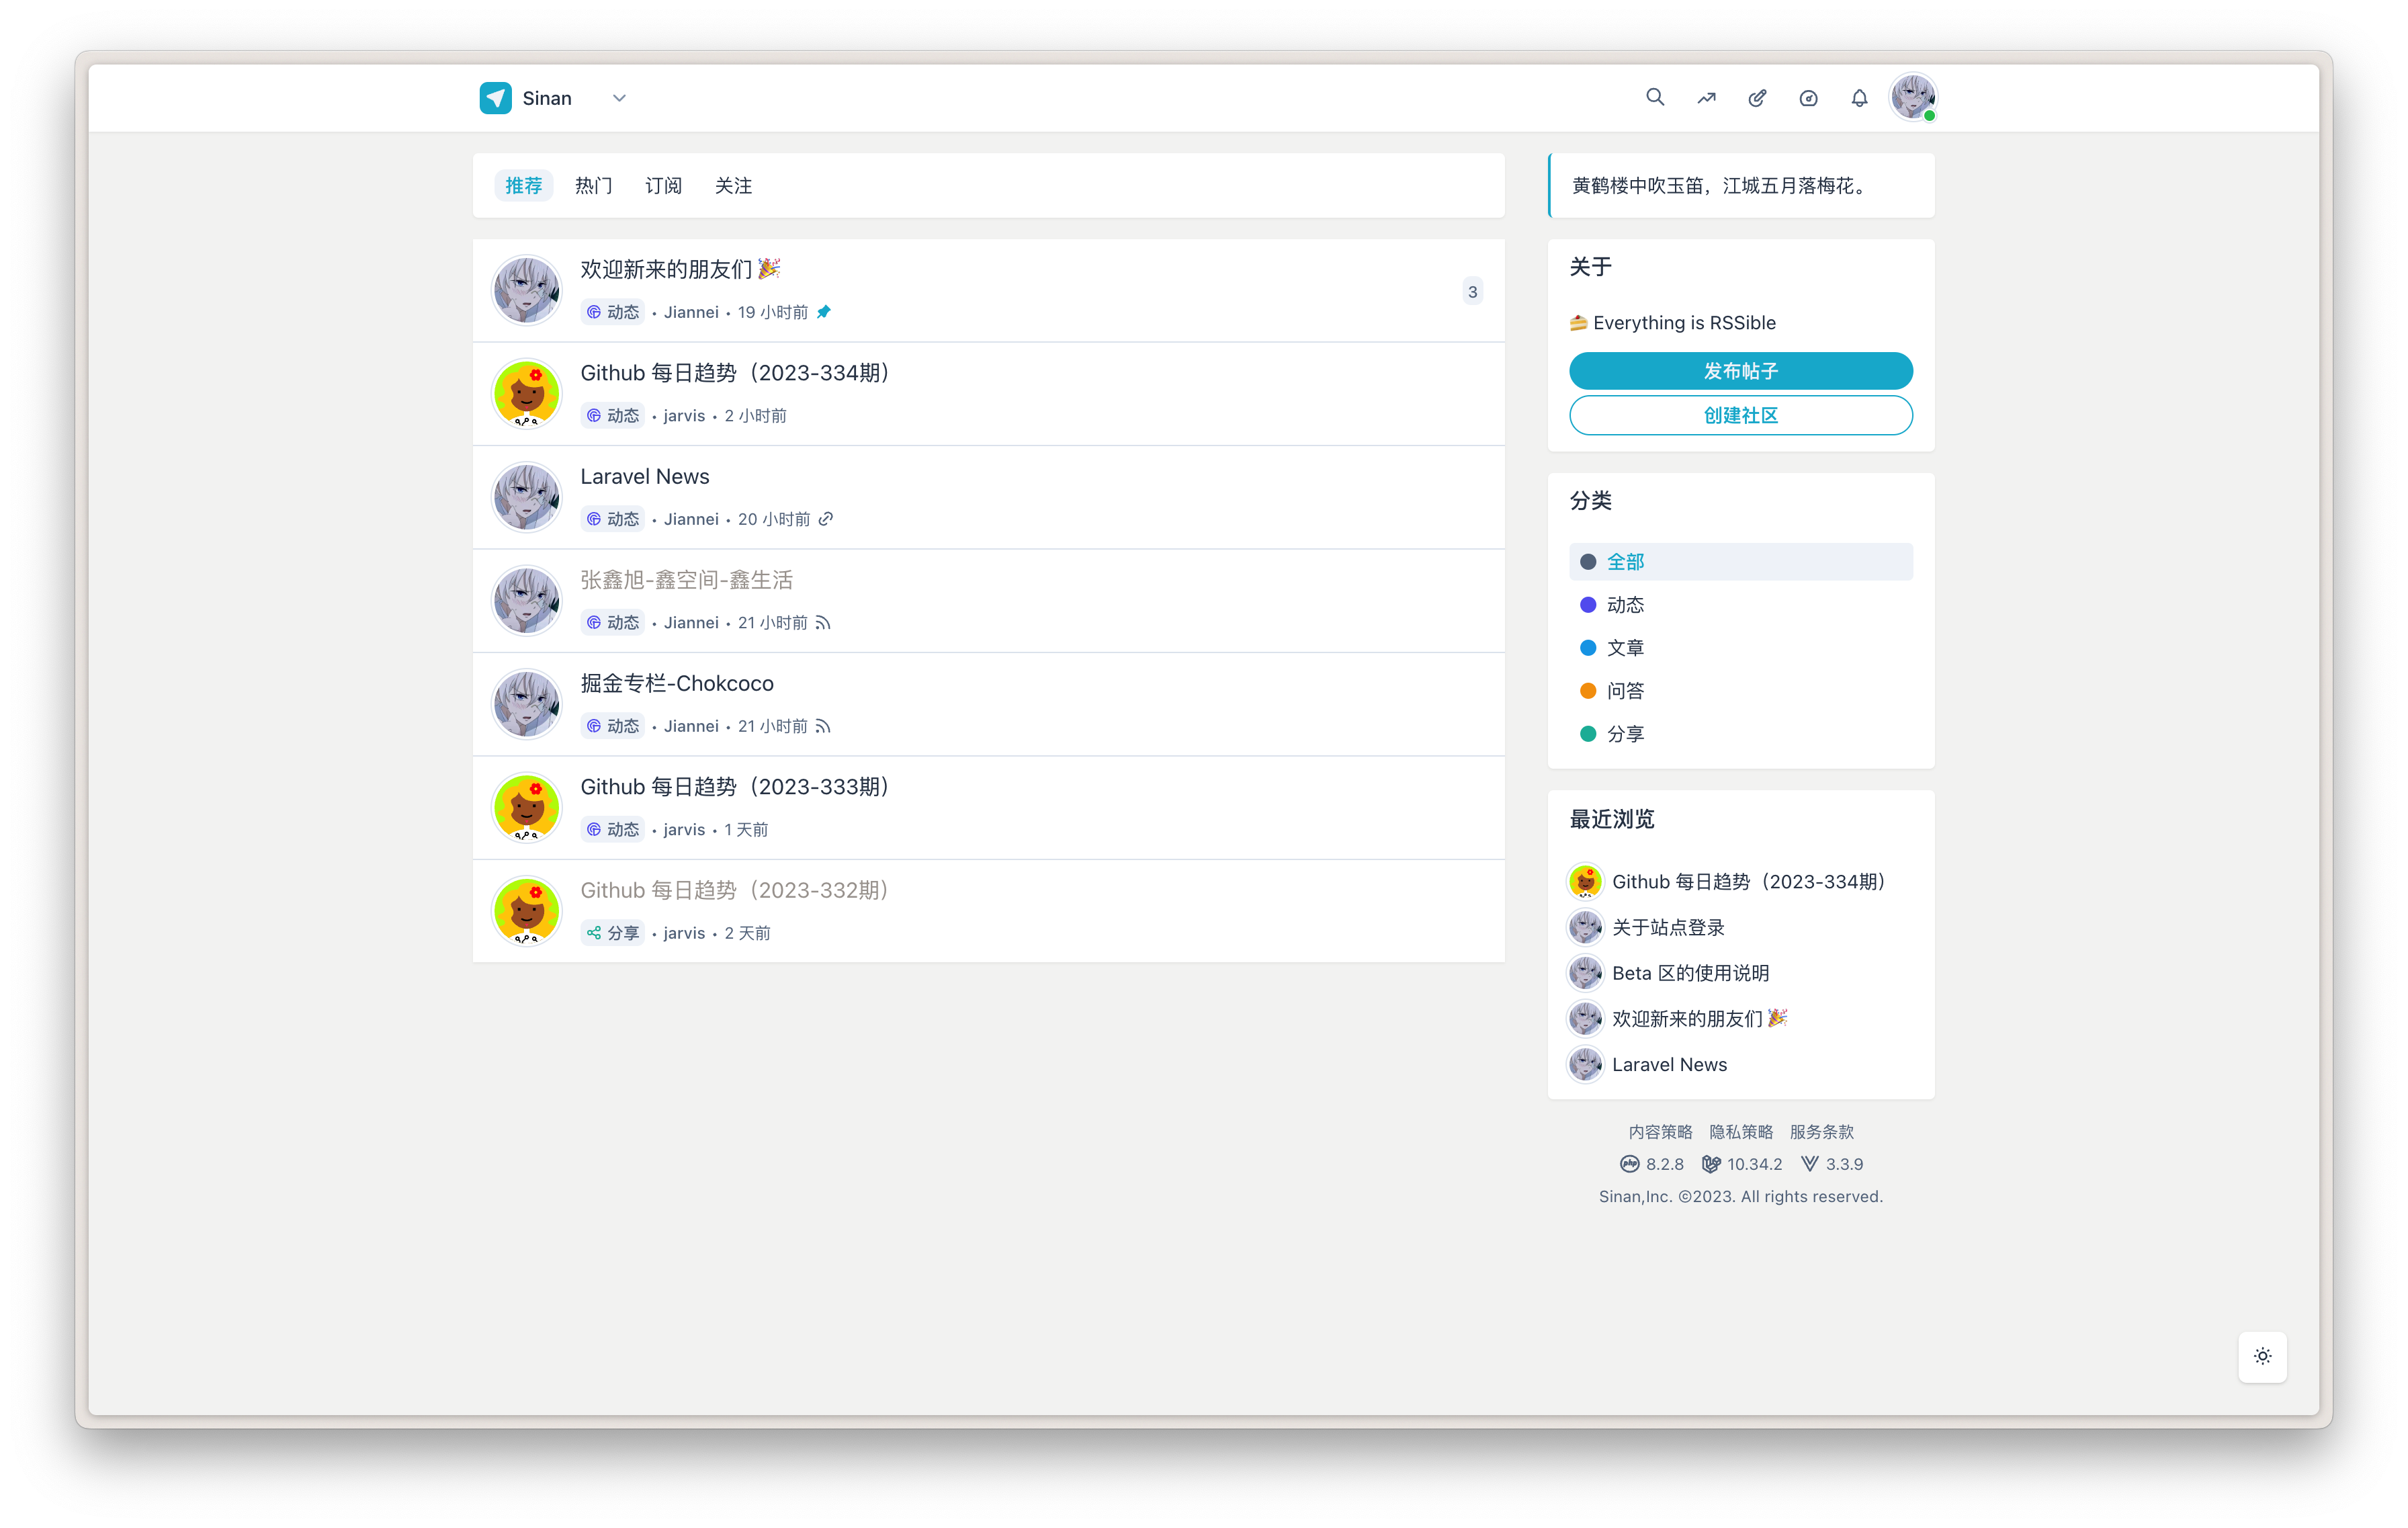 Sinan
推荐 热门 订阅 关注
欢迎新来的朋友们🎉
动态 • Jiannei • 19 小时前
3
Github 每日趋势（2023-334期）
动态 • jarvis • 2 小时前
Laravel News
动态 • Jiannei • 20 小时前
张鑫旭-鑫空间-鑫生活
动态 • Jiannei • 21 小时前
掘金专栏-Chokcoco
动态 • Jiannei • 21 小时前
Github 每日趋势（2023-333期）
动态 • jarvis • 1 天前
Github 每日趋势（2023-332期）
分享 • jarvis • 2 天前
黄鹤楼中吹玉笛，江城五月落梅花。
关于
🍰 Everything is RSSible
发布帖子
创建社区
分类
全部
动态
文章
问答
分享
最近浏览
Github 每日趋势（2023-334期）
关于站点登录
Beta 区的使用说明
欢迎新来的朋友们🎉
Laravel News
内容策略 隐私策略 服务条款
php 8.2.8 10.34.2 3.3.9
Sinan,Inc. ©2023. All rights reserved.